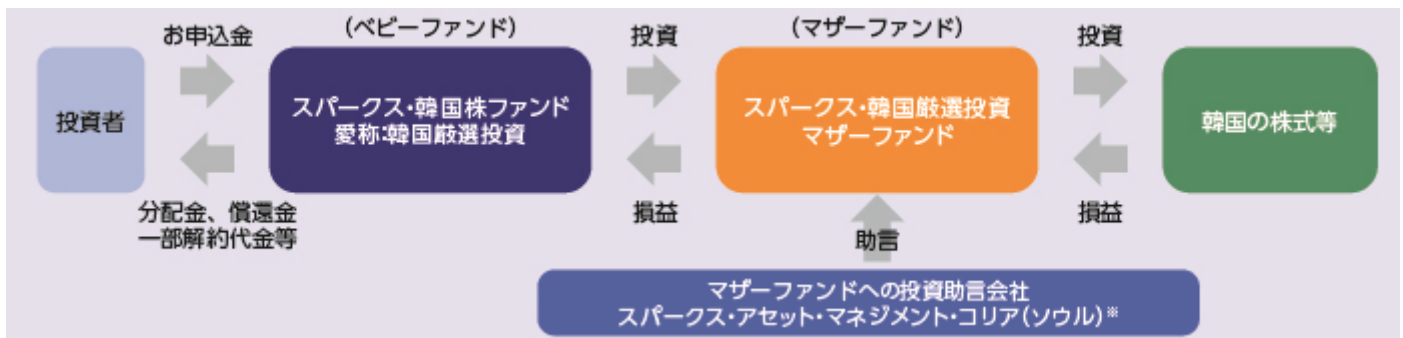 お申込金
(ベビーファンド)
投資
(マザーファンド)
投資
投資者
スパークス・韓国株ファンド
愛称:韓国厳選投資
スパークス・韓国厳選投資
マザーファンド
韓国の株式等
分配金、償還金
一部解約代金等
損益
損益
助言
マザーファンドへの投資助言会社
スパークス・アセット・マネジメント・コリア(ソウル)※